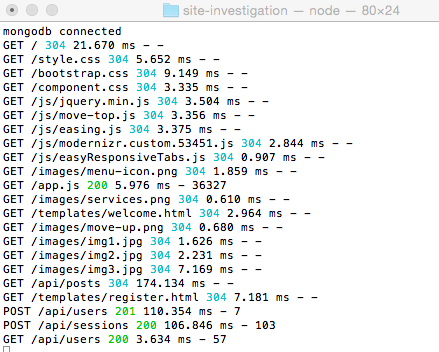 site-investigation — node — 80×24
mongodb connected
GET / 304 21.670 ms - -
GET /style.css 304 5.652 ms - -
GET /bootstrap.css 304 9.149 ms - -
GET /component.css 304 3.335 ms - -
GET /js/jquery.min.js 304 3.504 ms - -
GET /js/move-top.js 304 3.356 ms - -
GET /js/easing.js 304 3.375 ms - -
GET /js/modernizr.custom.53451.js 304 2.844 ms - -
GET /js/easyResponsiveTabs.js 304 0.907 ms - -
GET /images/menu-icon.png 304 1.859 ms - -
GET /app.js 200 5.976 ms - 36327
GET /images/services.png 304 0.610 ms - -
GET /templates/welcome.html 304 2.964 ms - -
GET /images/move-up.png 304 0.680 ms - -
GET /images/img1.jpg 304 1.626 ms - -
GET /images/img2.jpg 304 2.231 ms - -
GET /images/img3.jpg 304 7.169 ms - -
GET /api/posts 304 174.134 ms - -
GET /templates/register.html 304 7.181 ms - -
POST /api/users 201 110.354 ms - 7
POST /api/sessions 200 106.846 ms - 103
GET /api/users 200 3.634 ms - 57